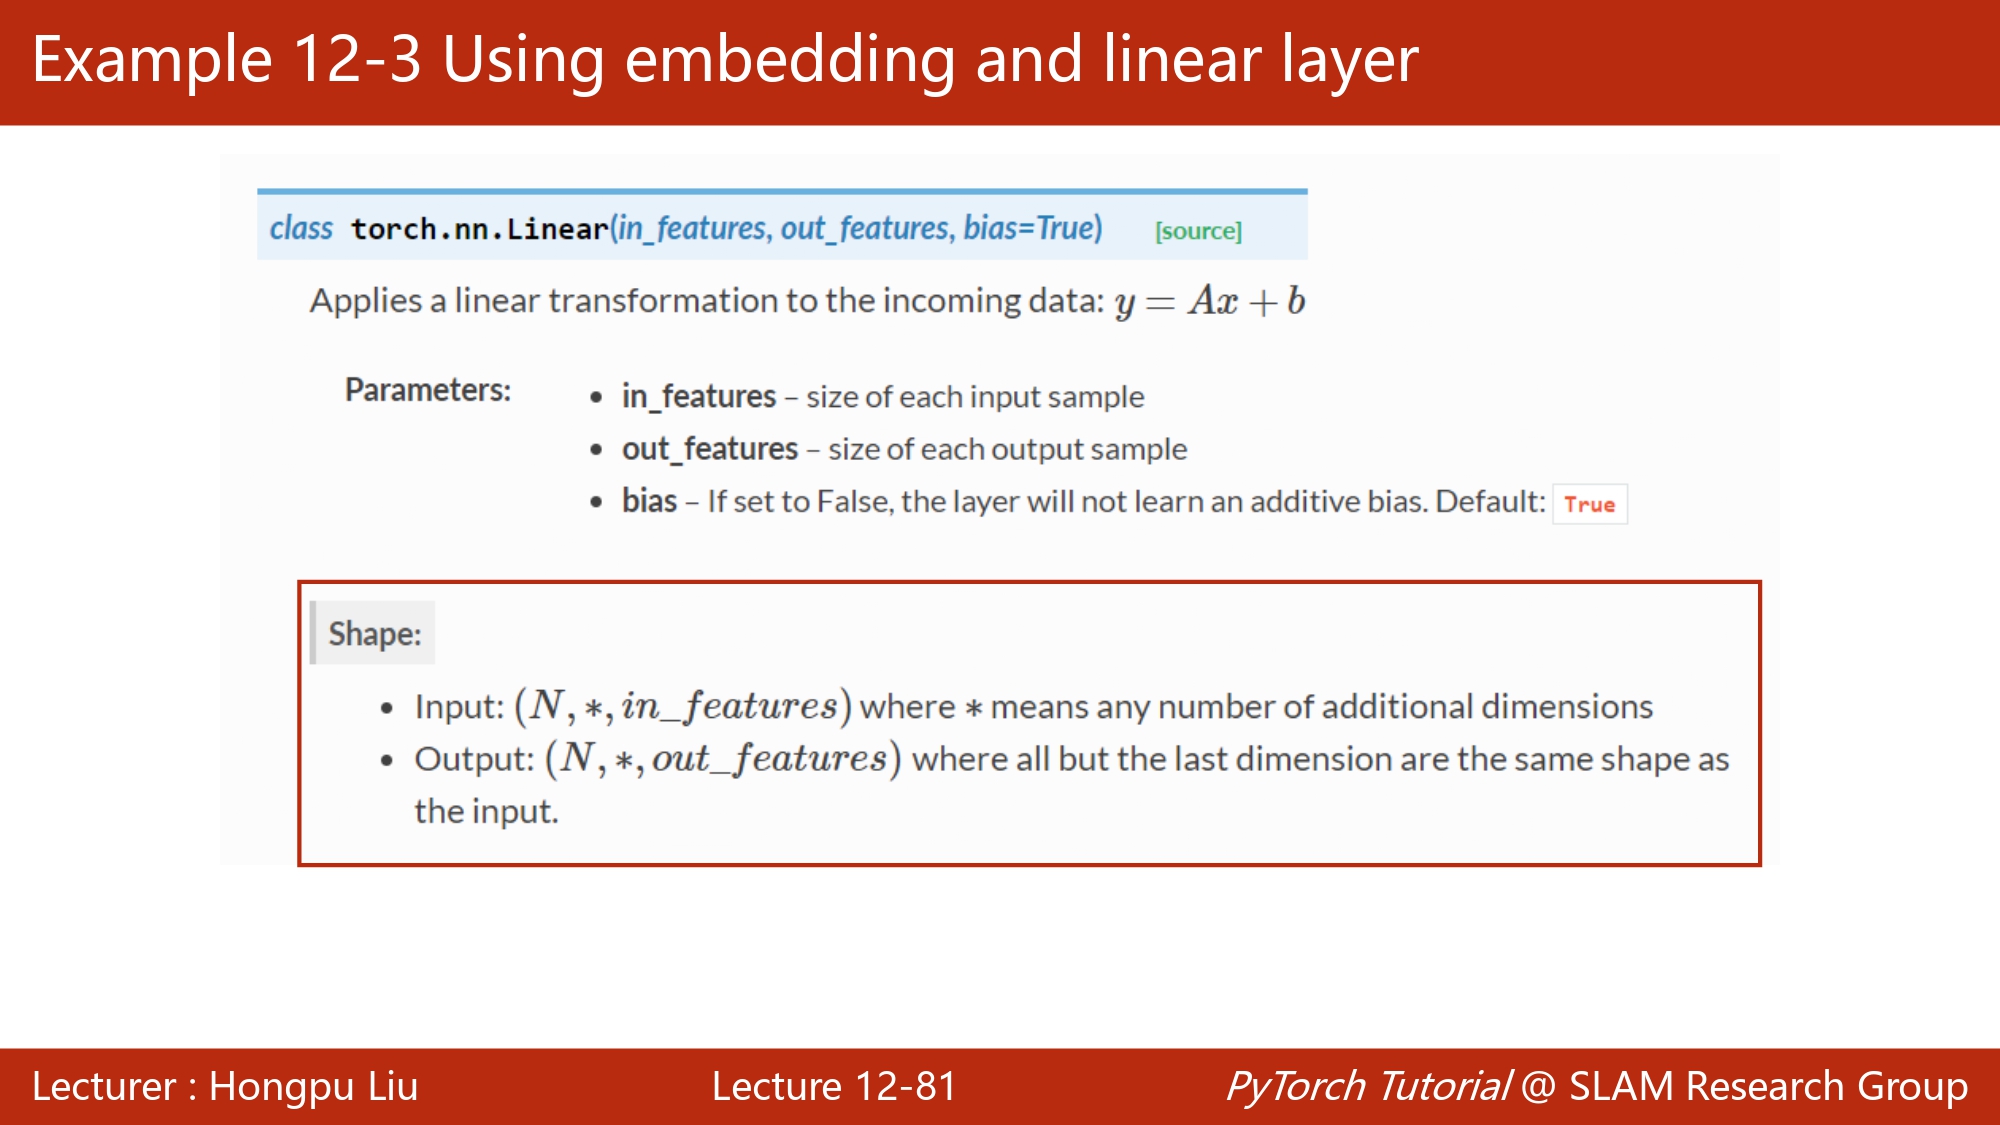 Example 12-3 Using embedding and linear layer
class torch.nn.Linear(in_features, out_features, bias=True) [source]
Applies a linear transformation to the incoming data: y = Ax + b
Parameters:
• in_features – size of each input sample
• out_features – size of each output sample
• bias – If set to False, the layer will not learn an additive bias. Default: True
Shape:
• Input: (N, *, in_features) where * means any number of additional dimensions
• Output: (N, *, out_features) where all but the last dimension are the same shape as
the input.
Lecturer : Hongpu Liu
Lecture 12-81
PyTorch Tutorial @ SLAM Research Group